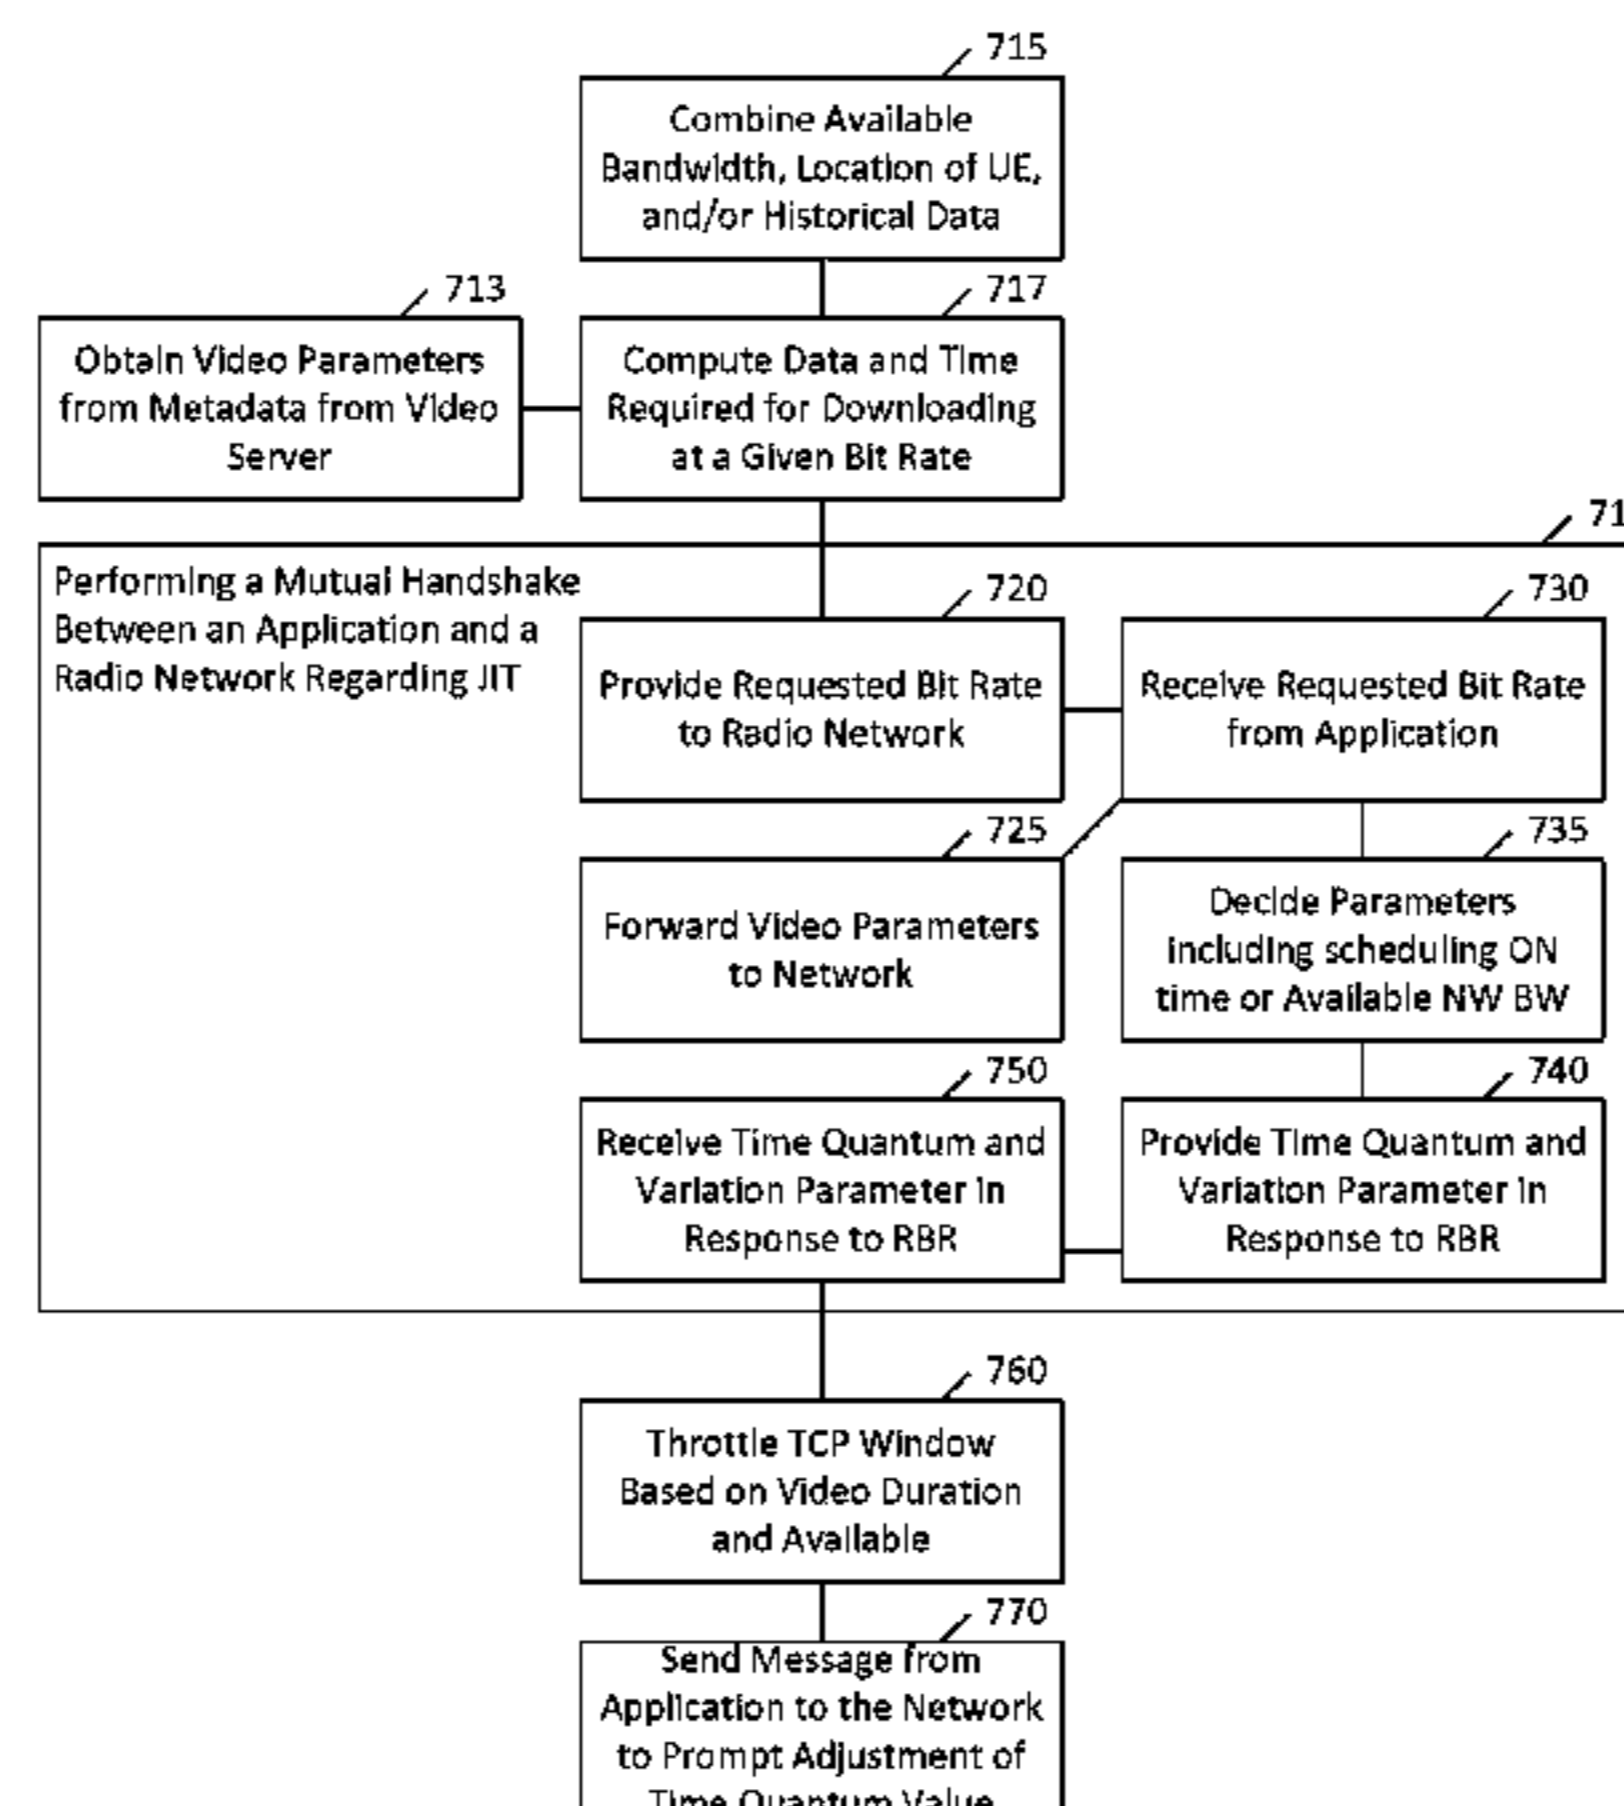 715
Combine Available
Bandwidth, Location of UE,
and/or Historical Data
713
Obtain Video Parameters
from Metadata from Video
Server
717
Compute Data and Time
Required for Downloading
at a Given Bit Rate
71
Performing a Mutual Handshake
Between an Application and a
Radio Network Regarding JIT
720
Provide Requested Bit Rate
to Radio Network
730
Receive Requested Bit Rate
from Application
725
Forward Video Parameters
to Network
735
Decide Parameters
including scheduling ON
time or Available NW BW
750
Receive Time Quantum and
Variation Parameter in
Response to RBR
740
Provide Time Quantum and
Variation Parameter in
Response to RBR
760
Throttle TCP Window
Based on Video Duration
and Available
770
Send Message from
Application to the Network
to Prompt Adjustment of
Time Quantum Value